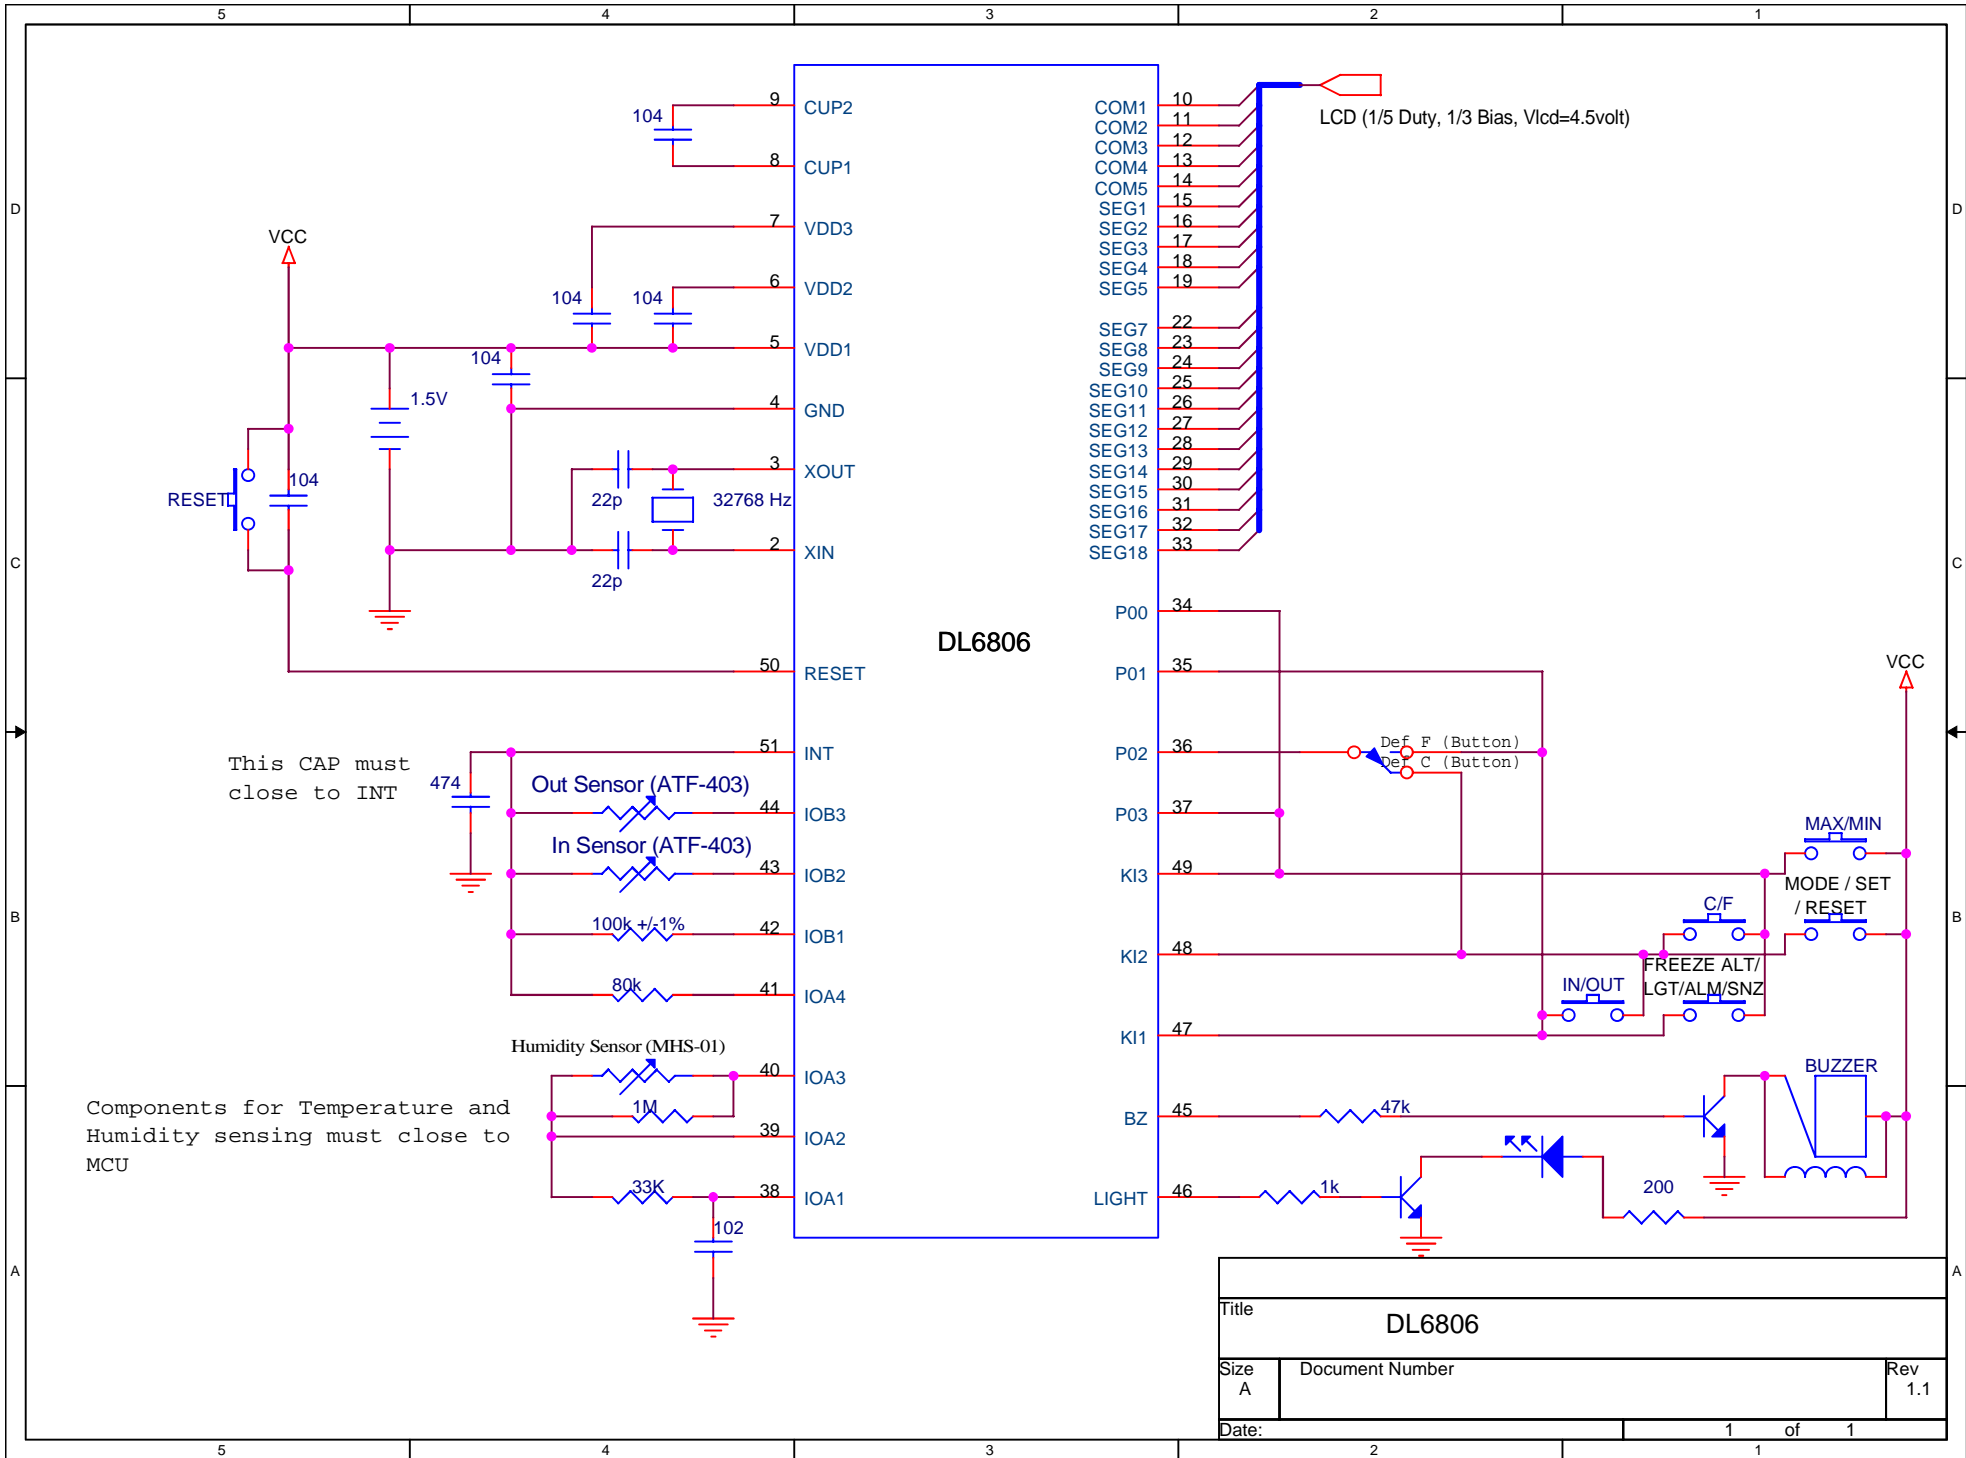 5 4 3 2 1
D
C
B
A
D
C
B
A
9 CUP2
104
8 CUP1
7 VDD3
VCC
6 VDD2
104 104
5 VDD1
104
1.5V
4 GND
3 XOUT
22p 32768 Hz
104
RESET
2 XIN
22p
50 RESET
51 INT
This CAP must
close to INT
474
Out Sensor (ATF-403)
44 IOB3
In Sensor (ATF-403)
43 IOB2
100k +/-1%
42 IOB1
80k
41 IOA4
Humidity Sensor (MHS-01)
40 IOA3
1M
Components for Temperature and
Humidity sensing must close to
MCU
39 IOA2
33K
38 IOA1
102
DL6806
COM1 10
COM2 11
COM3 12
COM4 13
COM5 14
SEG1 15
SEG2 16
SEG3 17
SEG4 18
SEG5 19
SEG7 22
SEG8 23
SEG9 24
SEG10 25
SEG11 26
SEG12 27
SEG13 28
SEG14 29
SEG15 30
SEG16 31
SEG17 32
SEG18 33
LCD (1/5 Duty, 1/3 Bias, Vlcd=4.5volt)
P00 34
P01 35
VCC
P02 36
Def F (Button)
Def C (Button)
P03 37
MAX/MIN
KI3 49
MODE / SET
/ RESET
C/F
KI2 48
FREEZE ALT/
LGT/ALM/SNZ
IN/OUT
KI1 47
BUZZER
BZ 45
47k
LIGHT 46
1k
200
Title
DL6806
Size
A
Document Number
Rev
1.1
Date:
1 of 1
5 4 3 2 1